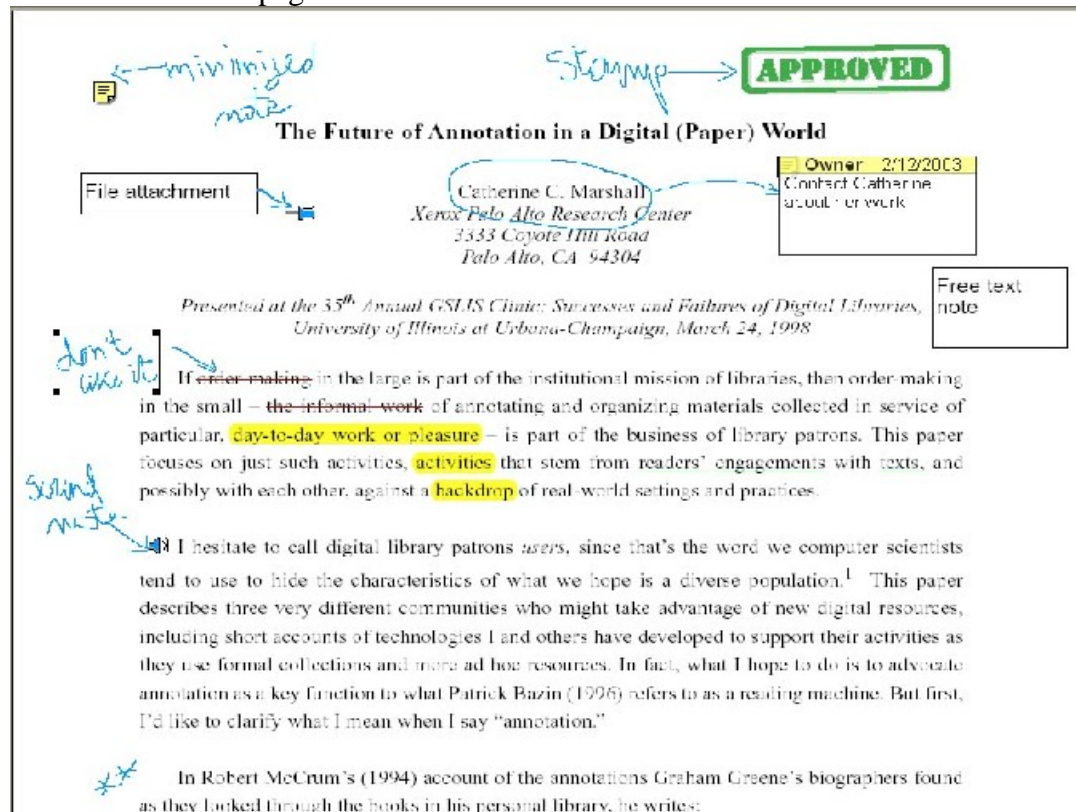 minimized
note
Stamp
APPROVED
The Future of Annotation in a Digital (Paper) World
Owner 2/12/2003
Contact Catherine
about her work
File attachment
Catherine C. Marshall
Xerox Palo Alto Research Center
3333 Coyote Hill Road
Palo Alto, CA 94304
Free text
note
Presented at the 35th Annual GSLIS Clinic: Successes and Failures of Digital Libraries,
University of Illinois at Urbana-Champaign, March 24, 1998
don't
like it
If order-making in the large is part of the institutional mission of libraries, then order-making
in the small – the informal work of annotating and organizing materials collected in service of
particular, day-to-day work or pleasure – is part of the business of library patrons. This paper
focuses on just such activities, activities that stem from readers' engagements with texts, and
possibly with each other, against a backdrop of real-world settings and practices.
sound
note
I hesitate to call digital library patrons users, since that's the word we computer scientists
tend to use to hide the characteristics of what we hope is a diverse population.1 This paper
describes three very different communities who might take advantage of new digital resources,
including short accounts of technologies I and others have developed to support their activities as
they use formal collections and more ad hoc resources. In fact, what I hope to do is to advocate
annotation as a key function to what Patrick Bazin (1996) refers to as a reading machine. But first,
I'd like to clarify what I mean when I say “annotation.”
**
In Robert McCrum's (1994) account of the annotations Graham Greene's biographers found
as they looked through the books in his personal library, he writes: